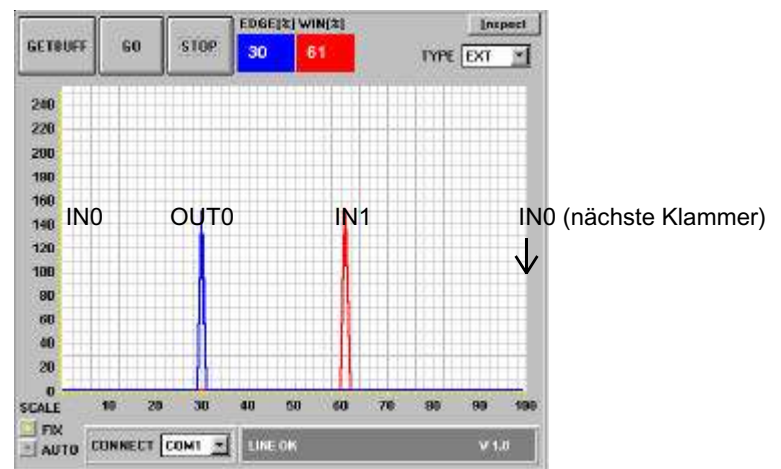 EDGE[%] WIN[%] Inspect
GETBUFF GO STOP 30 61 TYPE EXT
240
220
200
180
160
IN0 OUT0 IN1 IN0 (nächste Klammer)
140
120
100
80
60
40
20
0
SCALE 10 20 30 40 50 60 70 80 90 100
FIX
AUTO CONNECT COM1 LINE OK V 1.0